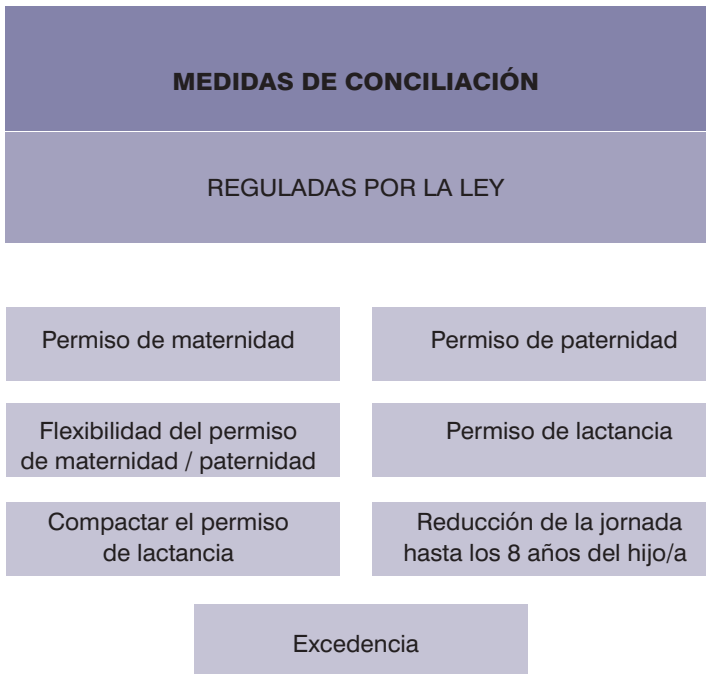 MEDIDAS DE CONCILIACIÓN
REGULADAS POR LA LEY
Permiso de maternidad
Permiso de paternidad
Flexibilidad del permiso
de maternidad / paternidad
Permiso de lactancia
Compactar el permiso
de lactancia
Reducción de la jornada
hasta los 8 años del hijo/a
Excedencia